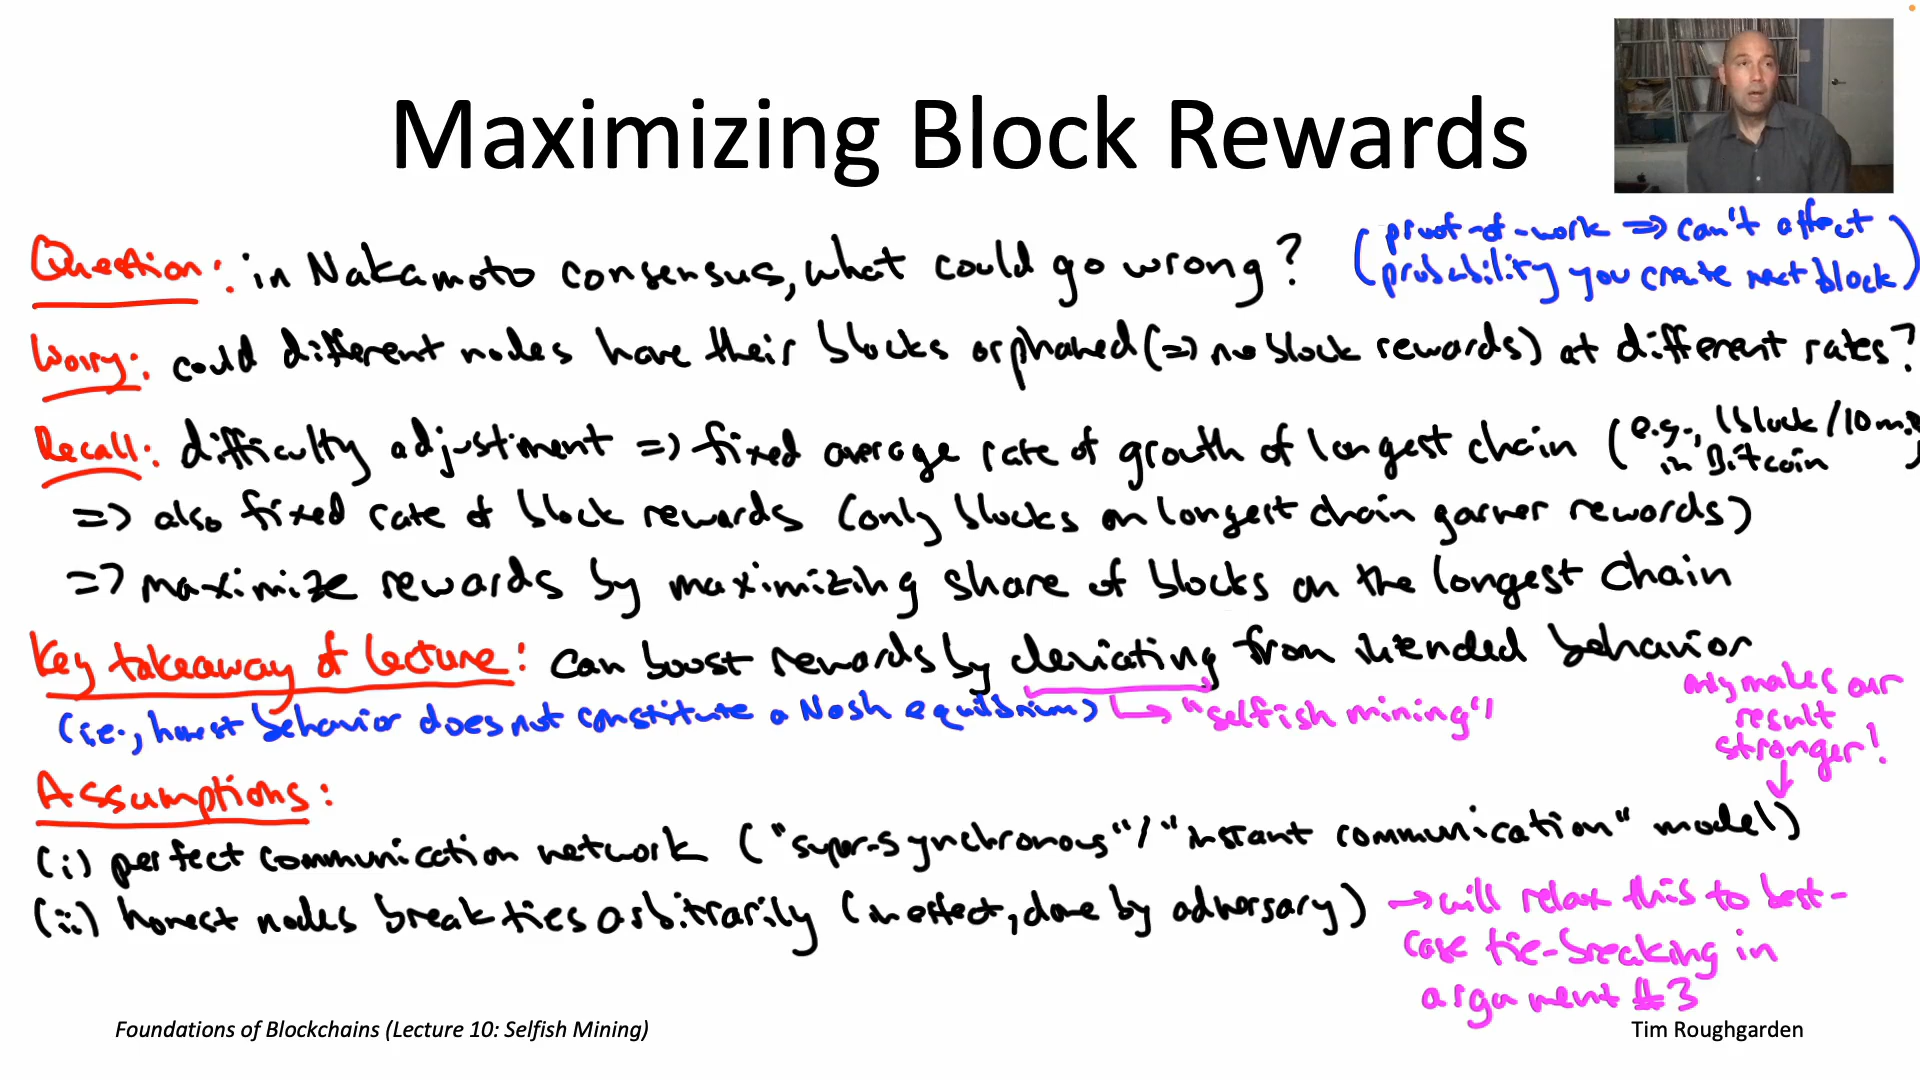 Maximizing Block Rewards
Question: in Nakamoto consensus, what could go wrong?
(proof-of-work => can't affect
probability you create next block)
Worry: could different nodes have their blocks orphaned (=> no block rewards) at different rates?
Recall: difficulty adjustment => fixed average rate of growth of longest chain (e.g., 1 block/10 min
in Bitcoin)
=> also fixed rate of block rewards (only blocks on longest chain garner rewards)
=> maximize rewards by maximizing share of blocks on the longest chain
Key takeaway of lecture: can boost rewards by deviating from intended behavior
(i.e., honest behavior does not constitute a Nash equilibrium) ↳ "selfish mining"
only makes our
result
stronger!
Assumptions:
(i) perfect communication network ("super-synchronous"/"instant communication" model)
(ii) honest nodes break ties arbitrarily (in effect, done by adversary) → will relax this to best-
case tie-breaking in
argument #3
Foundations of Blockchains (Lecture 10: Selfish Mining)
Tim Roughgarden